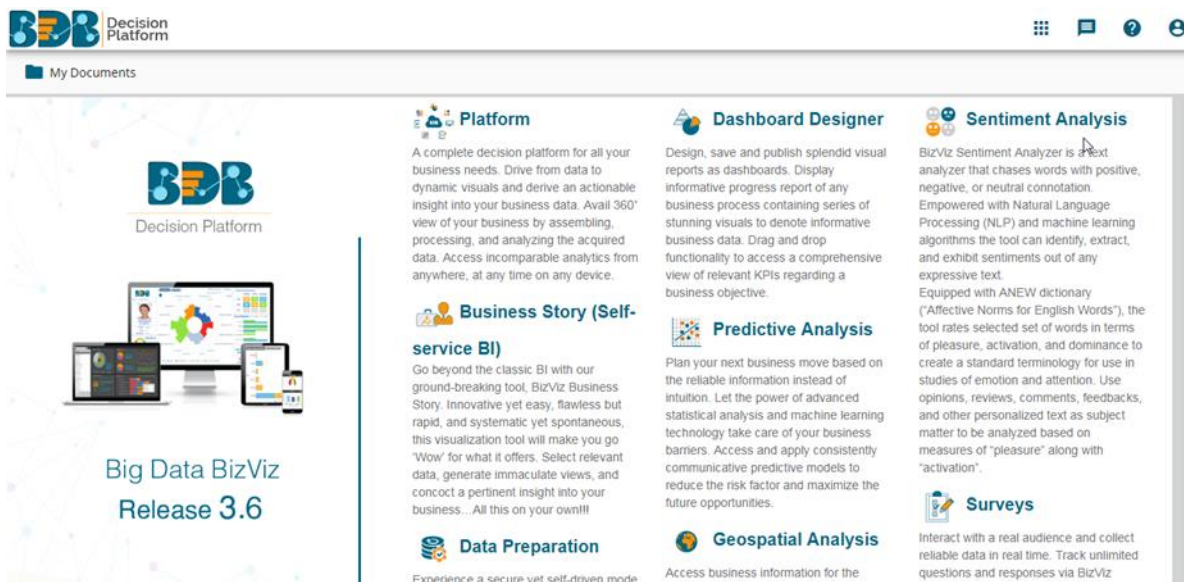 BDB Decision
Platform
My Documents
BDB
Decision Platform
Big Data BizViz
Release 3.6
Platform
A complete decision platform for all your
business needs. Drive from data to
dynamic visuals and derive an actionable
insight into your business data. Avail 360°
view of your business by assembling,
processing, and analyzing the acquired
data. Access incomparable analytics from
anywhere, at any time on any device.
Business Story (Self-
service BI)
Go beyond the classic BI with our
ground-breaking tool, BizViz Business
Story. Innovative yet easy, flawless but
rapid, and systematic yet spontaneous,
this visualization tool will make you go
'Wow' for what it offers. Select relevant
data, generate immaculate views, and
concoct a pertinent insight into your
business…All this on your own!!!
Data Preparation
Experience a secure yet self-driven mode
Dashboard Designer
Design, save and publish splendid visual
reports as dashboards. Display
informative progress report of any
business process containing series of
stunning visuals to denote informative
business data. Drag and drop
functionality to access a comprehensive
view of relevant KPIs regarding a
business objective.
Predictive Analysis
Plan your next business move based on
the reliable information instead of
intuition. Let the power of advanced
statistical analysis and machine learning
technology take care of your business
barriers. Access and apply consistently
communicative predictive models to
reduce the risk factor and maximize the
future opportunities.
Geospatial Analysis
Access business information for the
Sentiment Analysis
BizViz Sentiment Analyzer is a text
analyzer that chases words with positive,
negative, or neutral connotation.
Empowered with Natural Language
Processing (NLP) and machine learning
algorithms the tool can identify, extract,
and exhibit sentiments out of any
expressive text.
Equipped with ANEW dictionary
("Affective Norms for English Words"), the
tool rates selected set of words in terms
of pleasure, activation, and dominance to
create a standard terminology for use in
studies of emotion and attention. Use
opinions, reviews, comments, feedbacks,
and other personalized text as subject
matter to be analyzed based on
measures of "pleasure" along with
"activation".
Surveys
Interact with a real audience and collect
reliable data in real time. Track unlimited
questions and responses via BizViz